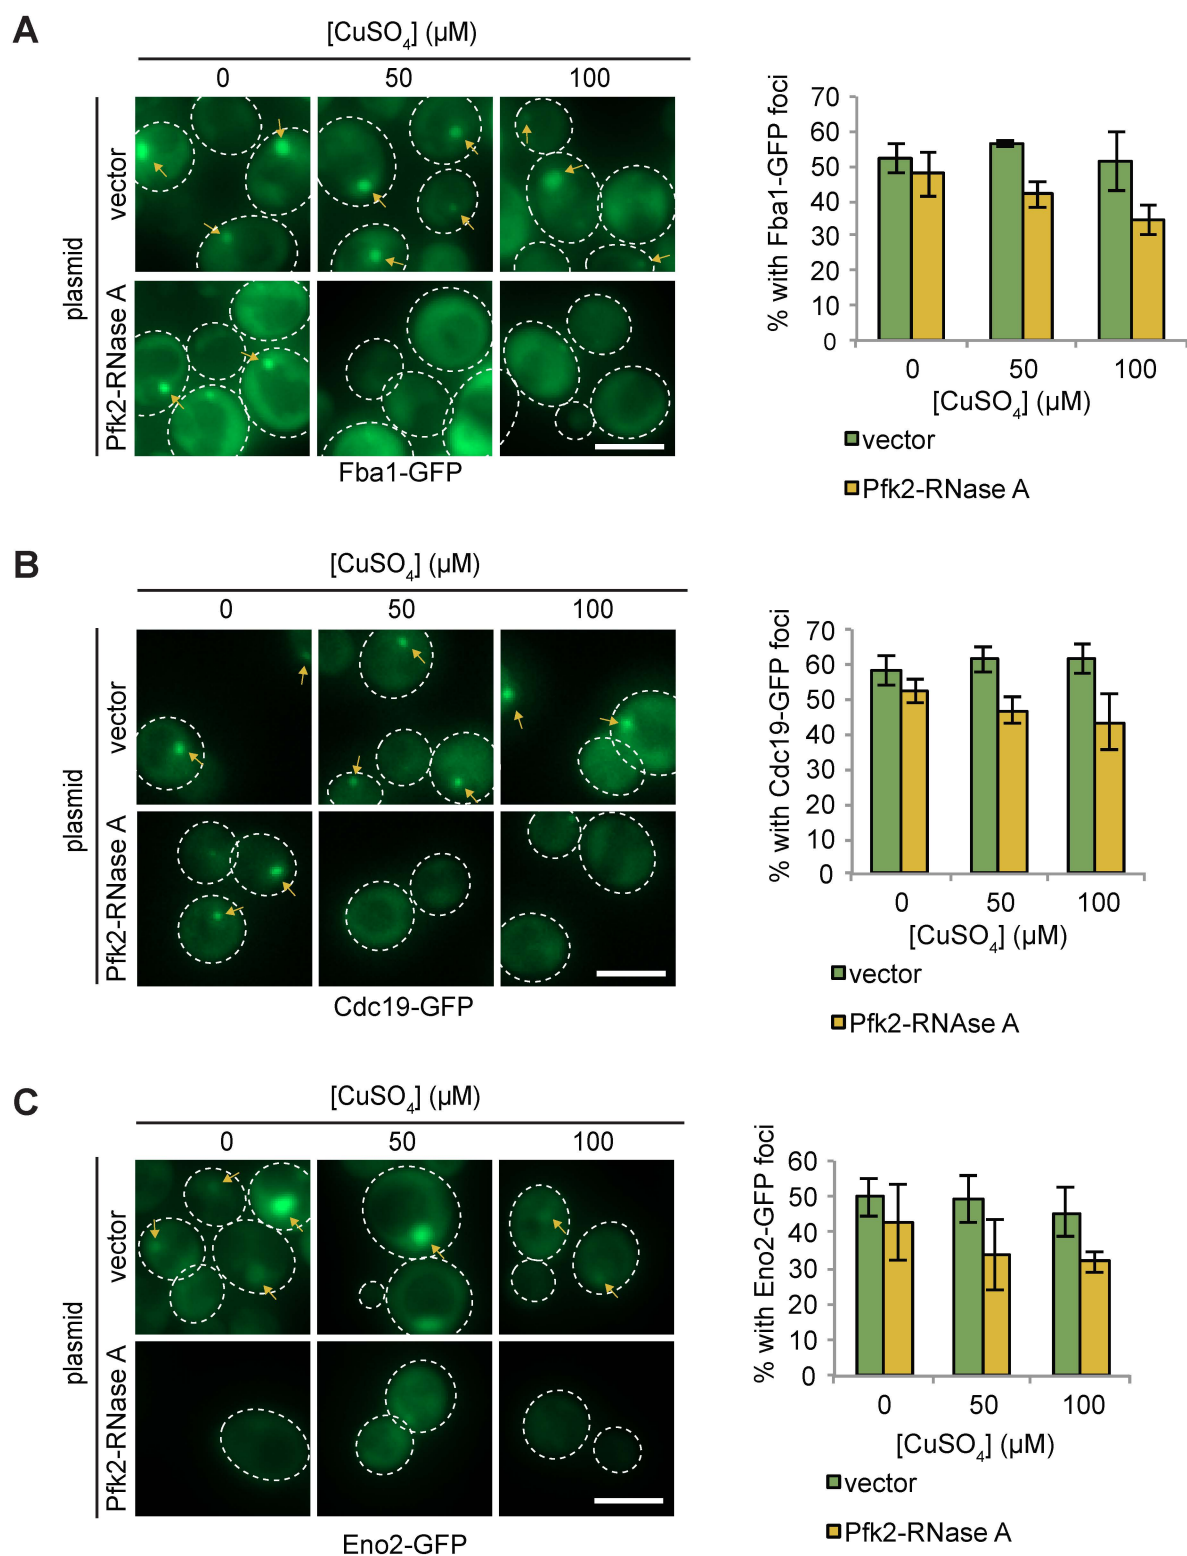 A
[CuSO4] (µM)
0 50 100
plasmid
vector
Pfk2-RNase A
Fba1-GFP
% with Fba1-GFP foci
70
60
50
40
30
20
10
0
0 50 100
[CuSO4] (µM)
vector
Pfk2-RNase A
B
[CuSO4] (µM)
0 50 100
plasmid
vector
Pfk2-RNase A
Cdc19-GFP
% with Cdc19-GFP foci
70
60
50
40
30
20
10
0
0 50 100
[CuSO4] (µM)
vector
Pfk2-RNAse A
C
[CuSO4] (µM)
0 50 100
plasmid
vector
Pfk2-RNase A
Eno2-GFP
% with Eno2-GFP foci
60
50
40
30
20
10
0
0 50 100
[CuSO4] (µM)
vector
Pfk2-RNase A